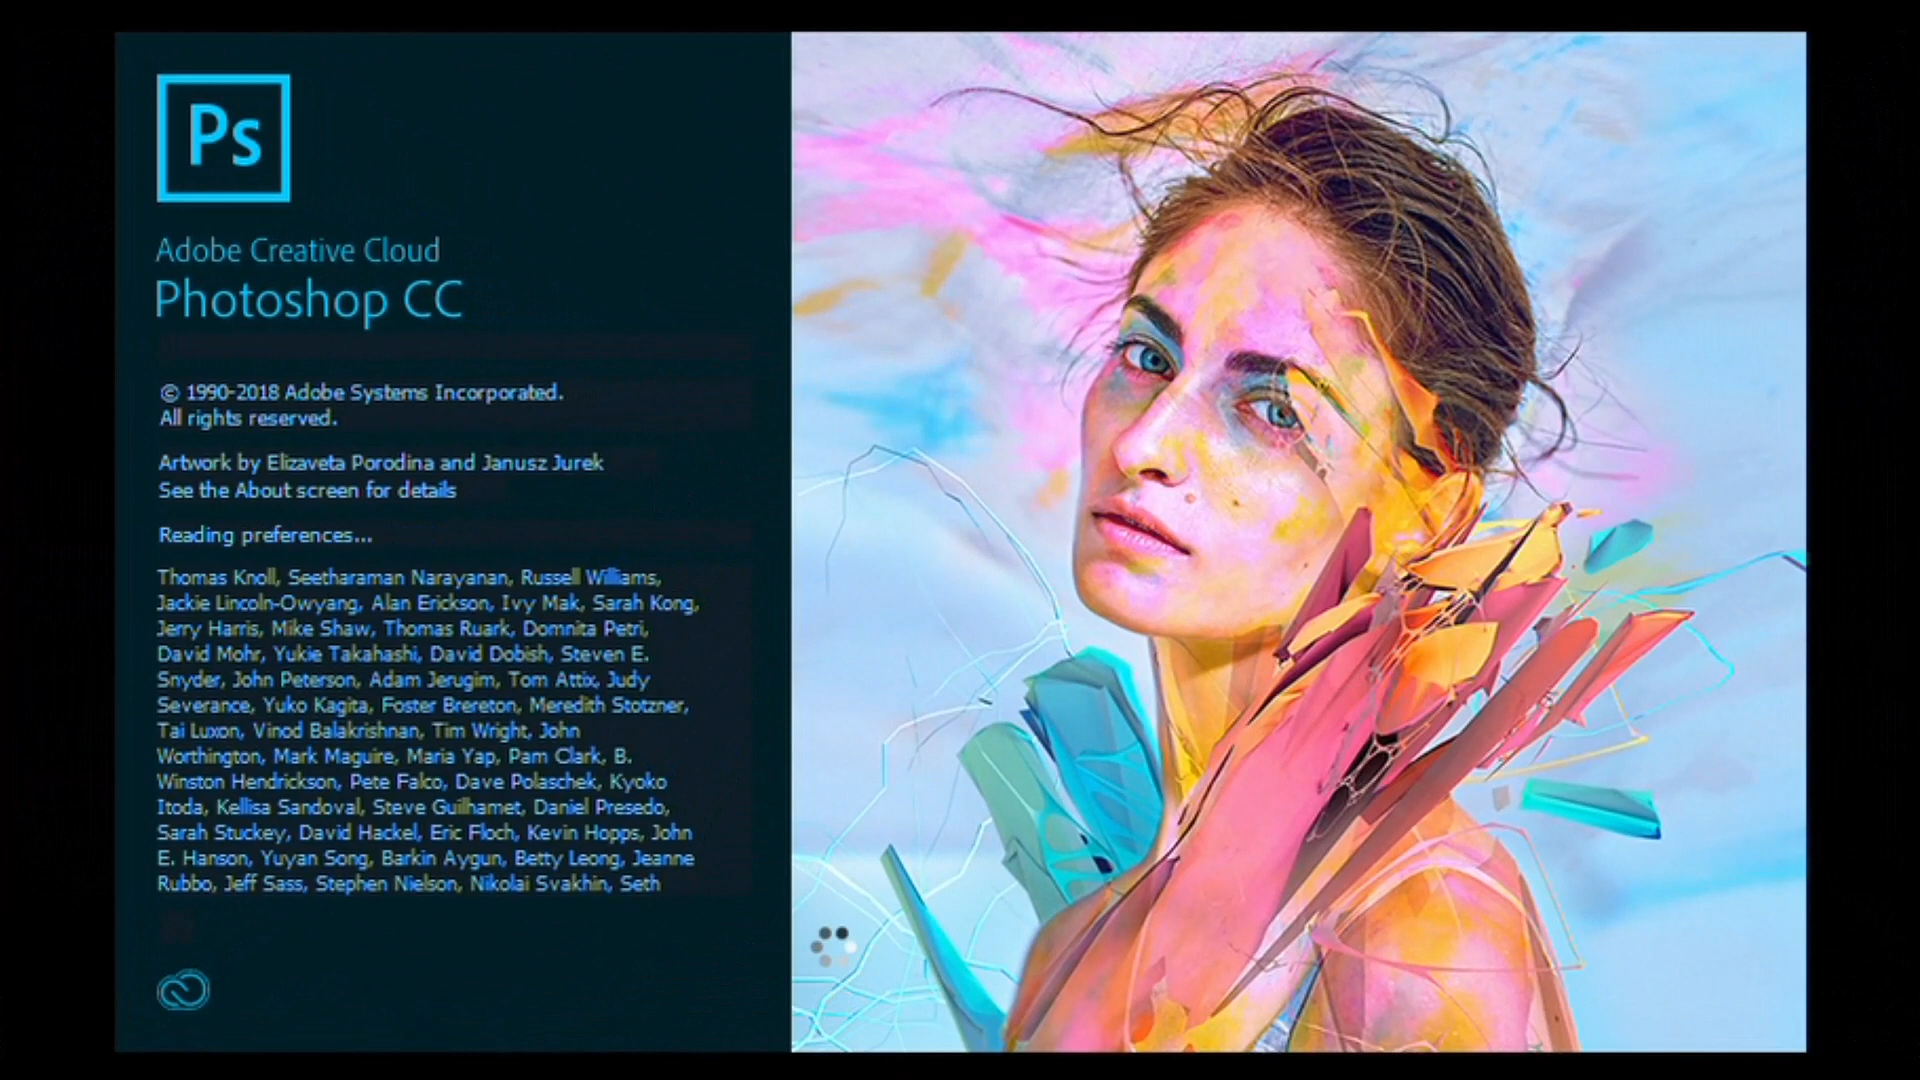 Ps
Adobe Creative Cloud
Photoshop CC
© 1990-2018 Adobe Systems Incorporated.
All rights reserved.
Artwork by Elizaveta Porodina and Janusz Jurek
See the About screen for details
Reading preferences...
Thomas Knoll, Seetharaman Narayanan, Russell Williams,
Jackie Lincoln-Owyang, Alan Erickson, Ivy Mak, Sarah Kong,
Jerry Harris, Mike Shaw, Thomas Ruark, Domnita Petri,
David Mohr, Yukie Takahashi, David Dobish, Steven E.
Snyder, John Peterson, Adam Jerugim, Tom Attix, Judy
Severance, Yuko Kagita, Foster Brereton, Meredith Stotzner,
Tai Luxon, Vinod Balakrishnan, Tim Wright, John
Worthington, Mark Maguire, Maria Yap, Pam Clark, B.
Winston Hendrickson, Pete Falco, Dave Polaschek, Kyoko
Itoda, Kellisa Sandoval, Steve Guilhamet, Daniel Presedo,
Sarah Stuckey, David Hackel, Eric Floch, Kevin Hopps, John
E. Hanson, Yuyan Song, Barkin Aygun, Betty Leong, Jeanne
Rubbo, Jeff Sass, Stephen Nielson, Nikolai Svakhin, Seth